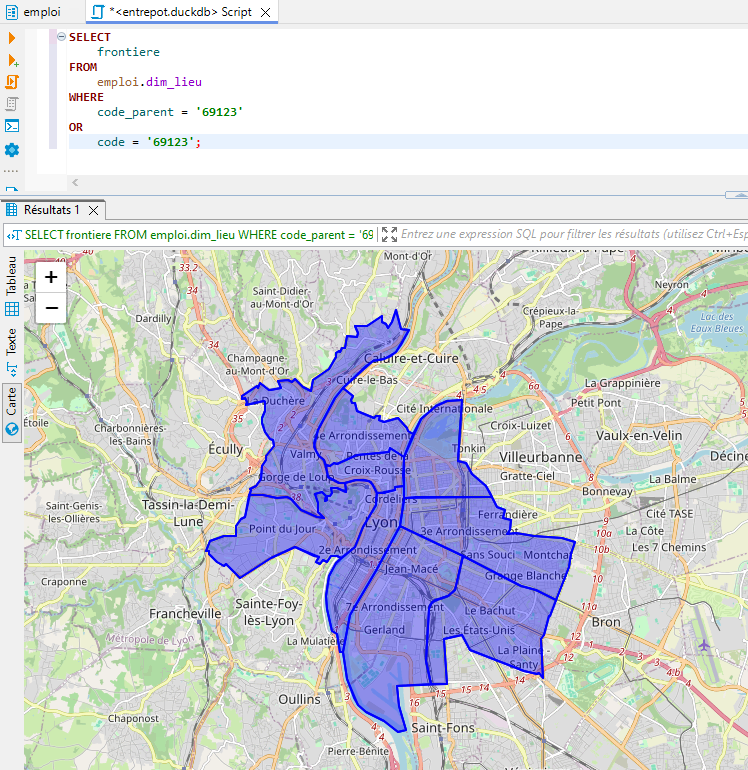 emploi
*<entrepot.duckdb> Script
SELECT
frontiere
FROM
emploi.dim_lieu
WHERE
code_parent = '69123'
OR
code = '69123';
Résultats 1
SELECT frontiere FROM emploi.dim_lieu WHERE code_parent = '69
Entrez une expression SQL pour filtrer les résultats (utilisez Ctrl+Esp
Tableau
Texte
Carte
+
−
Mont-d'Or
33.2
Neyron
Saint-Didier-
au-Mont-d'Or
Dardilly
Crépieux-la-
Pape
Lac des
Eaux Bleues
Champagne-
au-Mont-d'Or
Caluire-et-Cuire
Cuire-le-Bas
La Duchère
4.5
6a
La Grappinière
Petit Pont
Cité Internationale
Étoile
35
Charbonnières-
les-Bains
Croix-Luizet
Vaulx-en-Velin
4e Arrondissement
Écully
Valmy
Pentes de la
Croix-Rousse
Tonkin
Villeurbanne
Décine
Gratte-Ciel
La Balme
Gorge de Loup
Bonnevay
38
Cordeliers
Tassin-la-Demi-
Lune
Saint-Genis-
les-Ollières
Ferrandière
Cité TASE
Point du Jour
Lyon
3e Arrondissement
La Côte
2e Arrondissement
Sans Souci
Montchat
10b
Les 7 Chemins
10
Jean-Macé
Grange Blanche
Craponne
Sainte-Foy-
lès-Lyon
7e Arrondissement
Le Bachut
11a
Francheville
Gerland
Les États-Unis
Bron
Métropole de Lyon
La Mulatière
12
La Plaine -
Santy
4b
Oullins
16
15
14
Chaponost
Saint-Fons
Pierre-Bénite